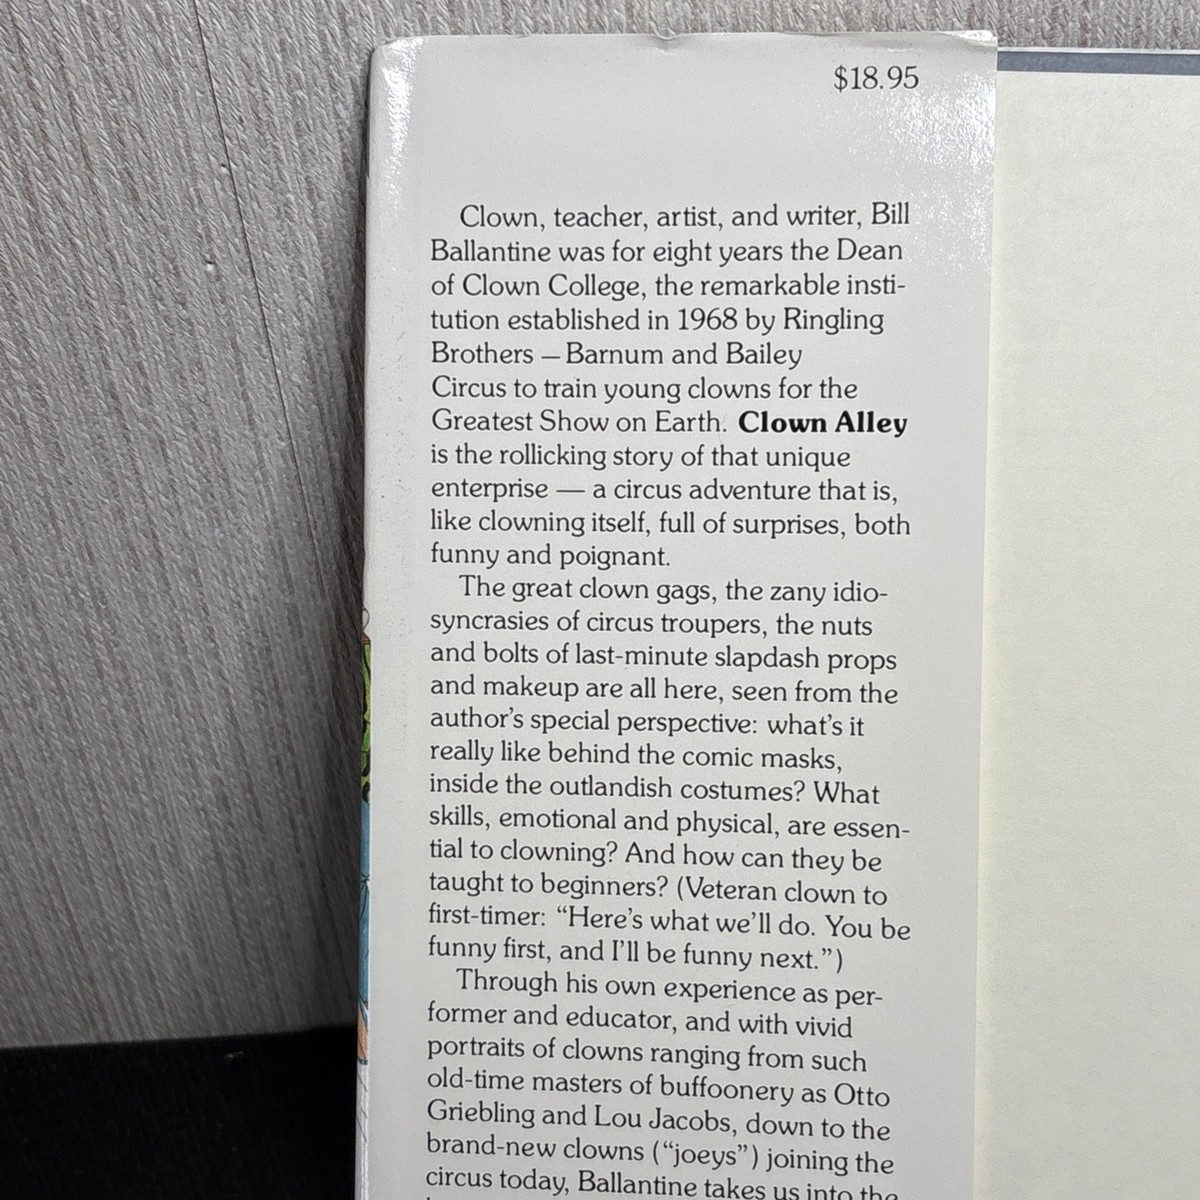 $18.95
Clown, teacher, artist, and writer, Bill
Ballantine was for eight years the Dean
of Clown College, the remarkable insti-
tution established in 1968 by Ringling
Brothers – Barnum and Bailey
Circus to train young clowns for the
Greatest Show on Earth. Clown Alley
is the rollicking story of that unique
enterprise — a circus adventure that is,
like clowning itself, full of surprises, both
funny and poignant.
The great clown gags, the zany idio-
syncrasies of circus troupers, the nuts
and bolts of last-minute slapdash props
and makeup are all here, seen from the
author's special perspective: what's it
really like behind the comic masks,
inside the outlandish costumes? What
skills, emotional and physical, are essen-
tial to clowning? And how can they be
taught to beginners? (Veteran clown to
first-timer: “Here's what we'll do. You be
funny first, and I'll be funny next.”)
Through his own experience as per-
former and educator, and with vivid
portraits of clowns ranging from such
old-time masters of buffoonery as Otto
Griebling and Lou Jacobs, down to the
brand-new clowns (“joeys”) joining the
circus today, Ballantine takes us into the